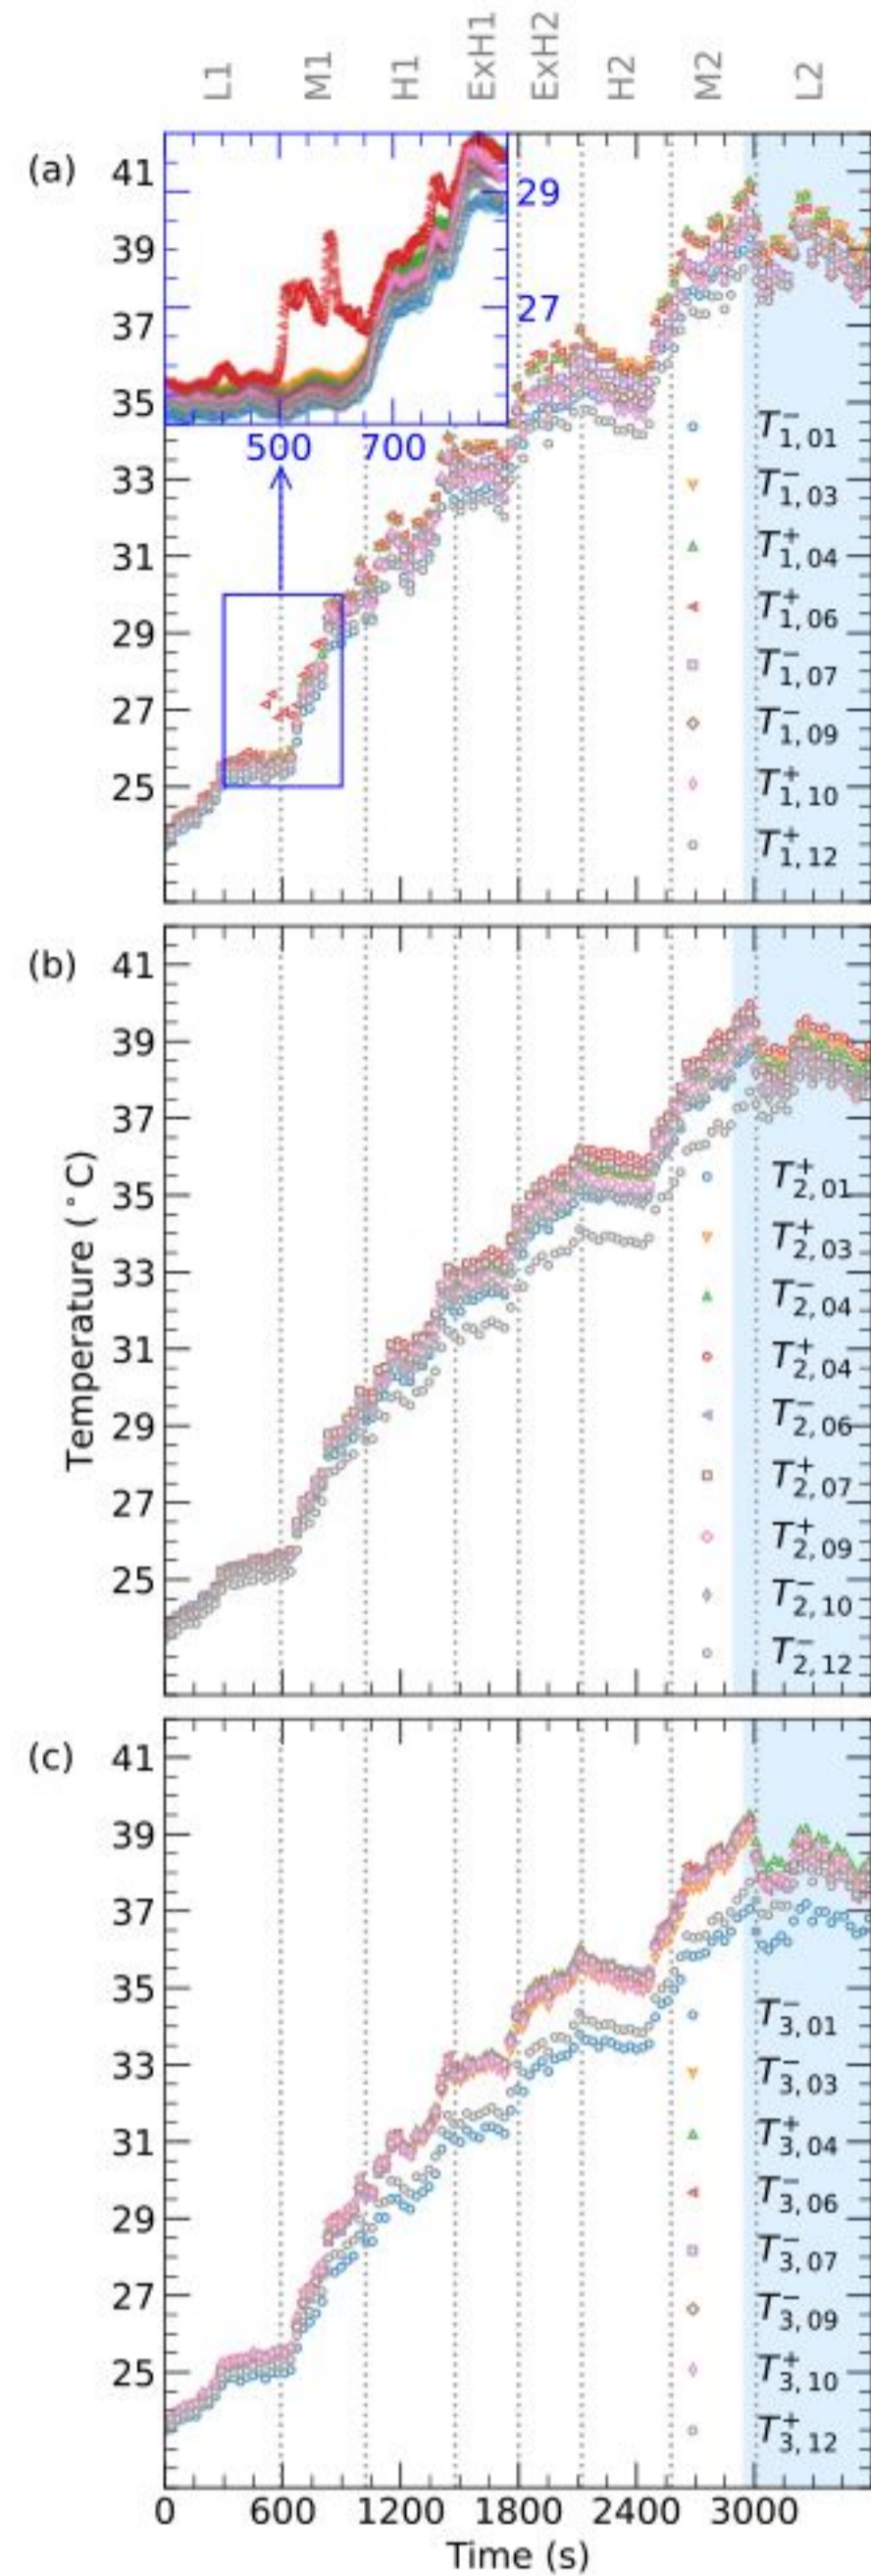 L1 M1 H1 ExH1 ExH2 H2 M2 L2
(a)
41
39
37
35
33
31
29
27
25
29
27
500 700
T⁻1,01
T⁻1,03
T⁺1,04
T⁺1,06
T⁻1,07
T⁻1,09
T⁺1,10
T⁺1,12
(b)
41
39
37
35
33
31
29
27
25
Temperature (°C)
T⁺2,01
T⁺2,03
T⁻2,04
T⁺2,04
T⁻2,06
T⁺2,07
T⁺2,09
T⁻2,10
T⁻2,12
(c)
41
39
37
35
33
31
29
27
25
T⁻3,01
T⁻3,03
T⁺3,04
T⁻3,06
T⁻3,07
T⁻3,09
T⁺3,10
T⁺3,12
0 600 1200 1800 2400 3000
Time (s)